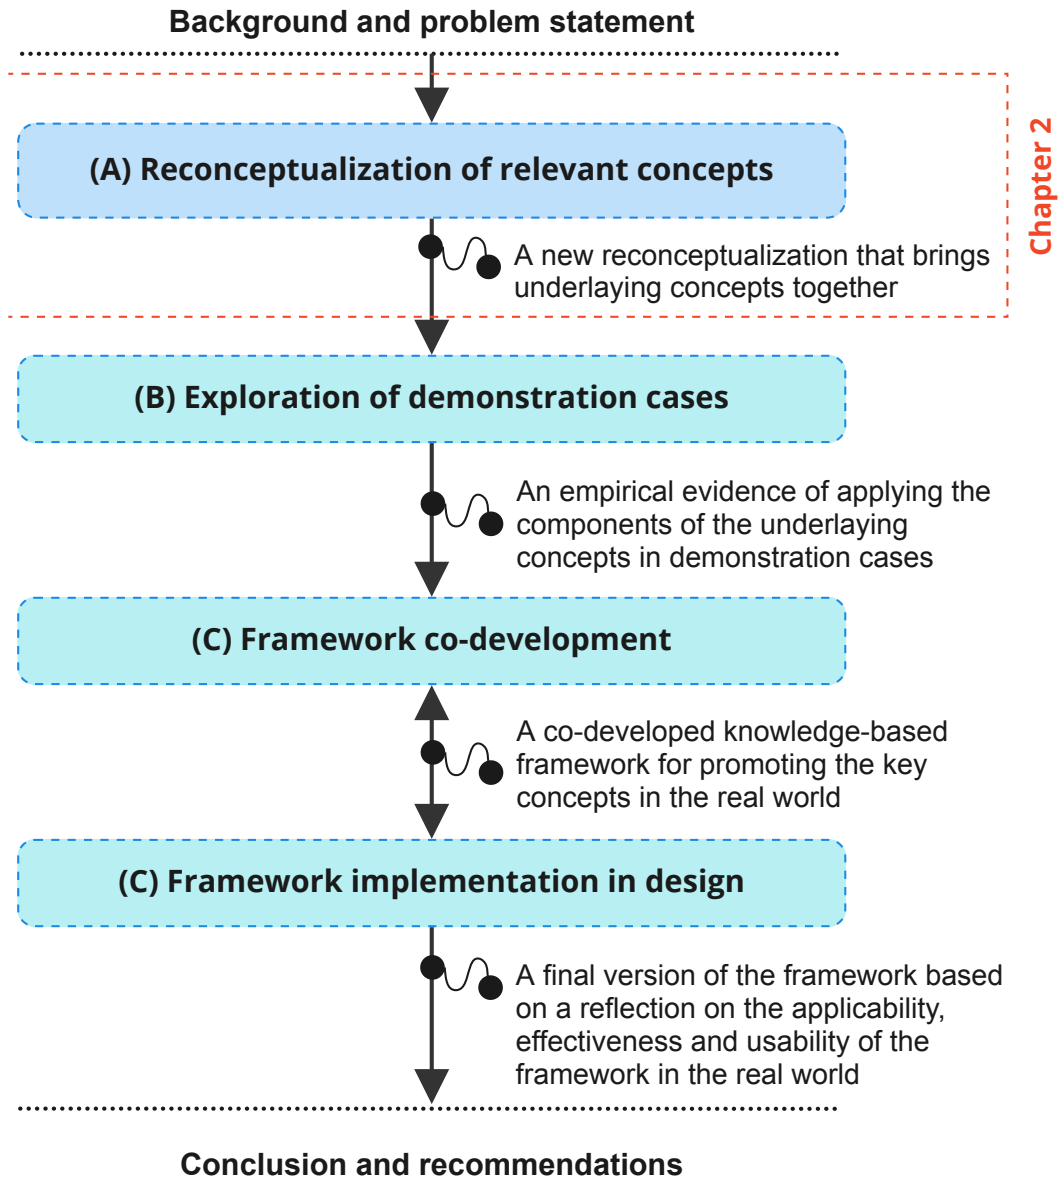 Background and problem statement
Chapter 2
(A) Reconceptualization of relevant concepts
A new reconceptualization that brings
underlaying concepts together
(B) Exploration of demonstration cases
An empirical evidence of applying the
components of the underlaying
concepts in demonstration cases
(C) Framework co-development
A co-developed knowledge-based
framework for promoting the key
concepts in the real world
(C) Framework implementation in design
A final version of the framework based
on a reflection on the applicability,
effectiveness and usability of the
framework in the real world
Conclusion and recommendations